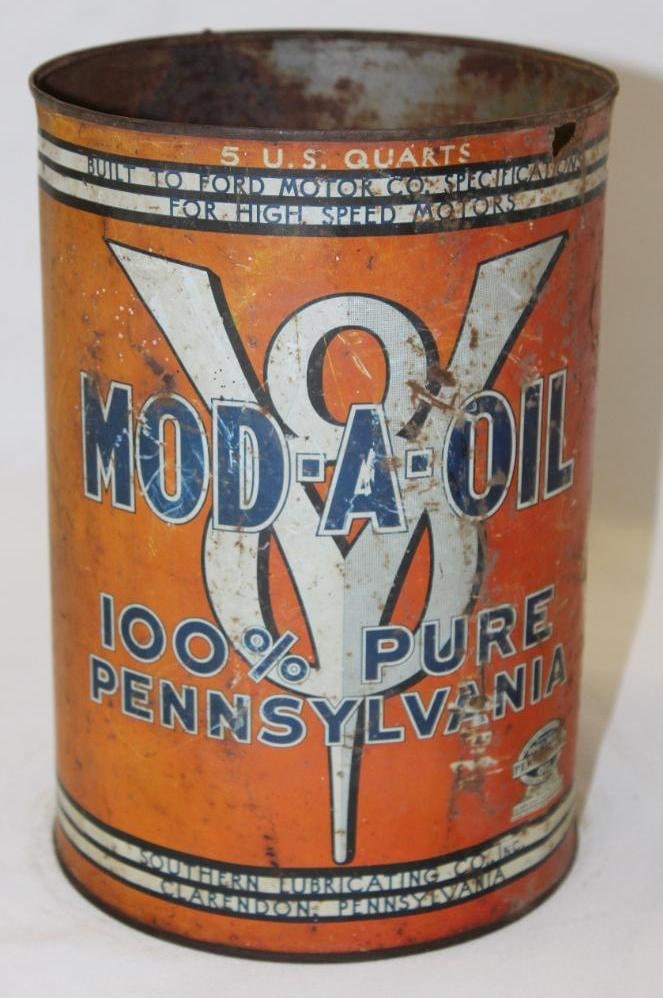 5 U.S. QUARTS
BUILT TO FORD MOTOR CO. SPECIFICATIONS
FOR HIGH SPEED MOTORS
V8
MOD-A-OIL
100% PURE
PENNSYLVANIA
SOUTHERN LUBRICATING CO., INC.
CLARENDON, PENNSYLVANIA